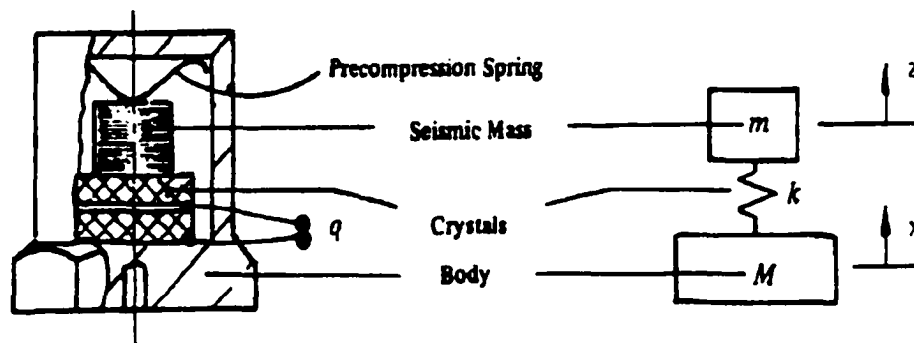 Precompression Spring
z
Seismic Mass
m
k
q
Crystals
x
Body
M